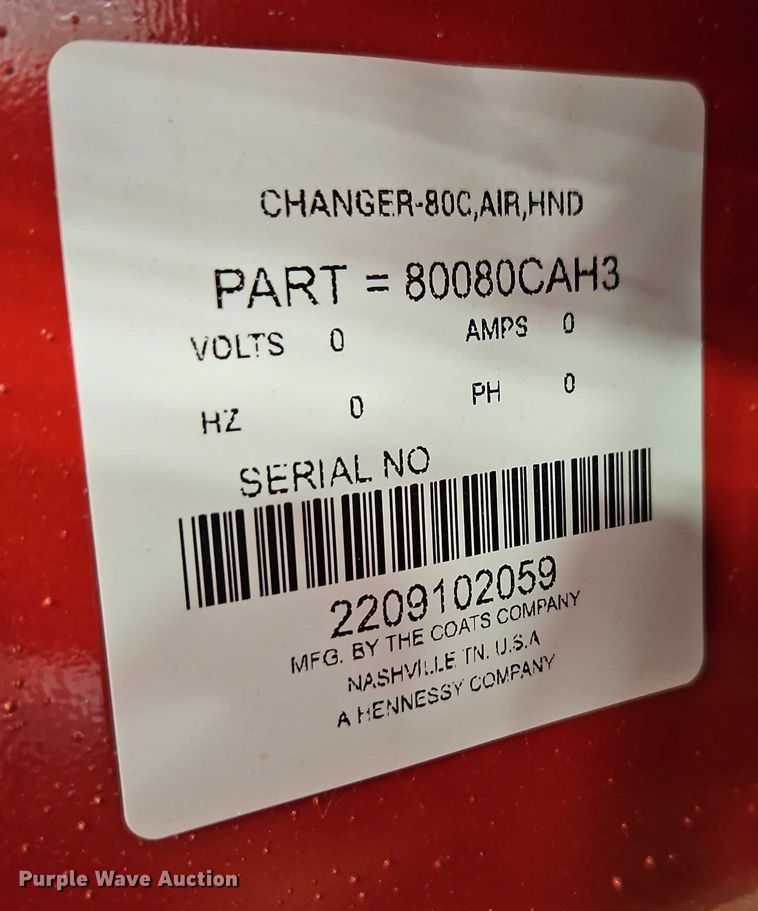 CHANGER-80C,AIR,HND
PART = 80080CAH3
VOLTS 0 AMPS 0
HZ 0 PH 0
SERIAL NO
2209102059
MFG. BY THE COATS COMPANY
NASHVILLE TN. U.S.A
A HENNESSY COMPANY
Purple Wave Auction